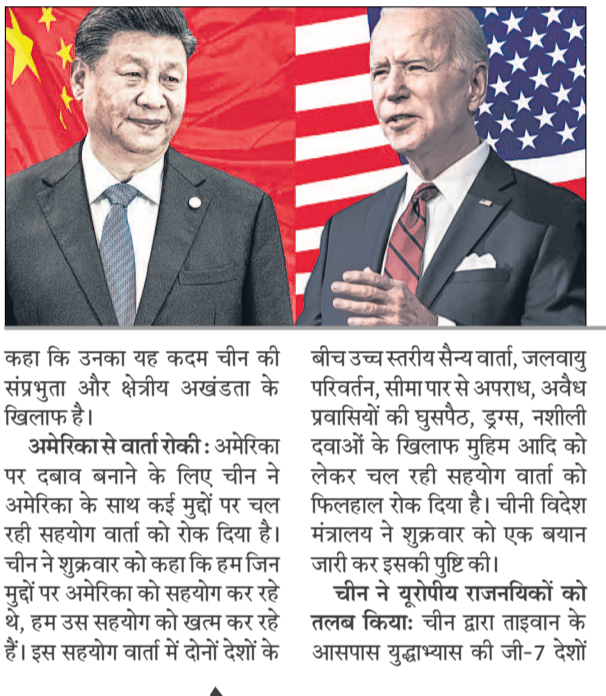 कहा कि उनका यह कदम चीन की
संप्रभुता और क्षेत्रीय अखंडता के
खिलाफ है।
अमेरिका से वार्ता रोकी : अमेरिका
पर दबाव बनाने के लिए चीन ने
अमेरिका के साथ कई मुद्दों पर चल
रही सहयोग वार्ता को रोक दिया है।
चीन ने शुक्रवार को कहा कि हम जिन
मुद्दों पर अमेरिका को सहयोग कर रहे
थे, हम उस सहयोग को खत्म कर रहे
हैं। इस सहयोग वार्ता में दोनों देशों के
बीच उच्च स्तरीय सैन्य वार्ता, जलवायु
परिवर्तन, सीमा पार से अपराध, अवैध
प्रवासियों की घुसपैठ, ड्रग्स, नशीली
दवाओं के खिलाफ मुहिम आदि को
लेकर चल रही सहयोग वार्ता को
फिलहाल रोक दिया है। चीनी विदेश
मंत्रालय ने शुक्रवार को एक बयान
जारी कर इसकी पुष्टि की।
चीन ने यूरोपीय राजनयिकों को
तलब किया: चीन द्वारा ताइवान के
आसपास युद्धाभ्यास की जी-7 देशों